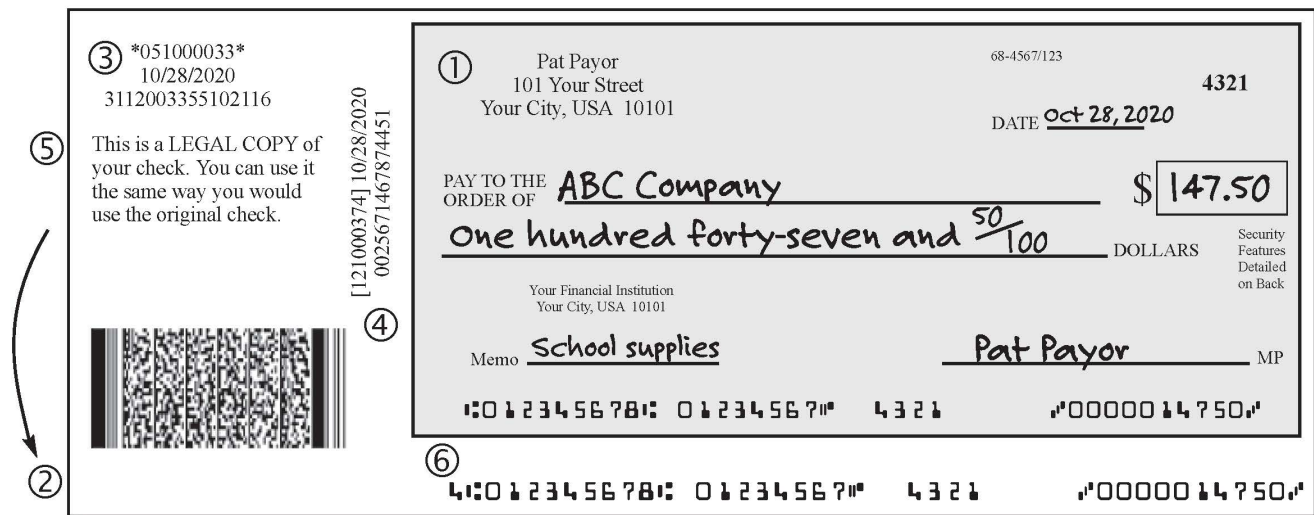 ③ *051000033*
10/28/2020
3112003355102116
⑤ This is a LEGAL COPY of
your check. You can use it
the same way you would
use the original check.
②
[121000374] 10/28/2020
0025671467874451
④
① Pat Payor
101 Your Street
Your City, USA 10101
68-4567/123
4321
DATE Oct 28, 2020
PAY TO THE
ORDER OF ABC Company $ 147.50
One hundred forty-seven and 50/100 DOLLARS
Security
Features
Detailed
on Back
Your Financial Institution
Your City, USA 10101
Memo School supplies Pat Payor MP
⑆012345678⑆ 01234567⑈ 4321 ⑇0000014750⑇
⑥
4⑆012345678⑆ 01234567⑈ 4321 ⑇0000014750⑇